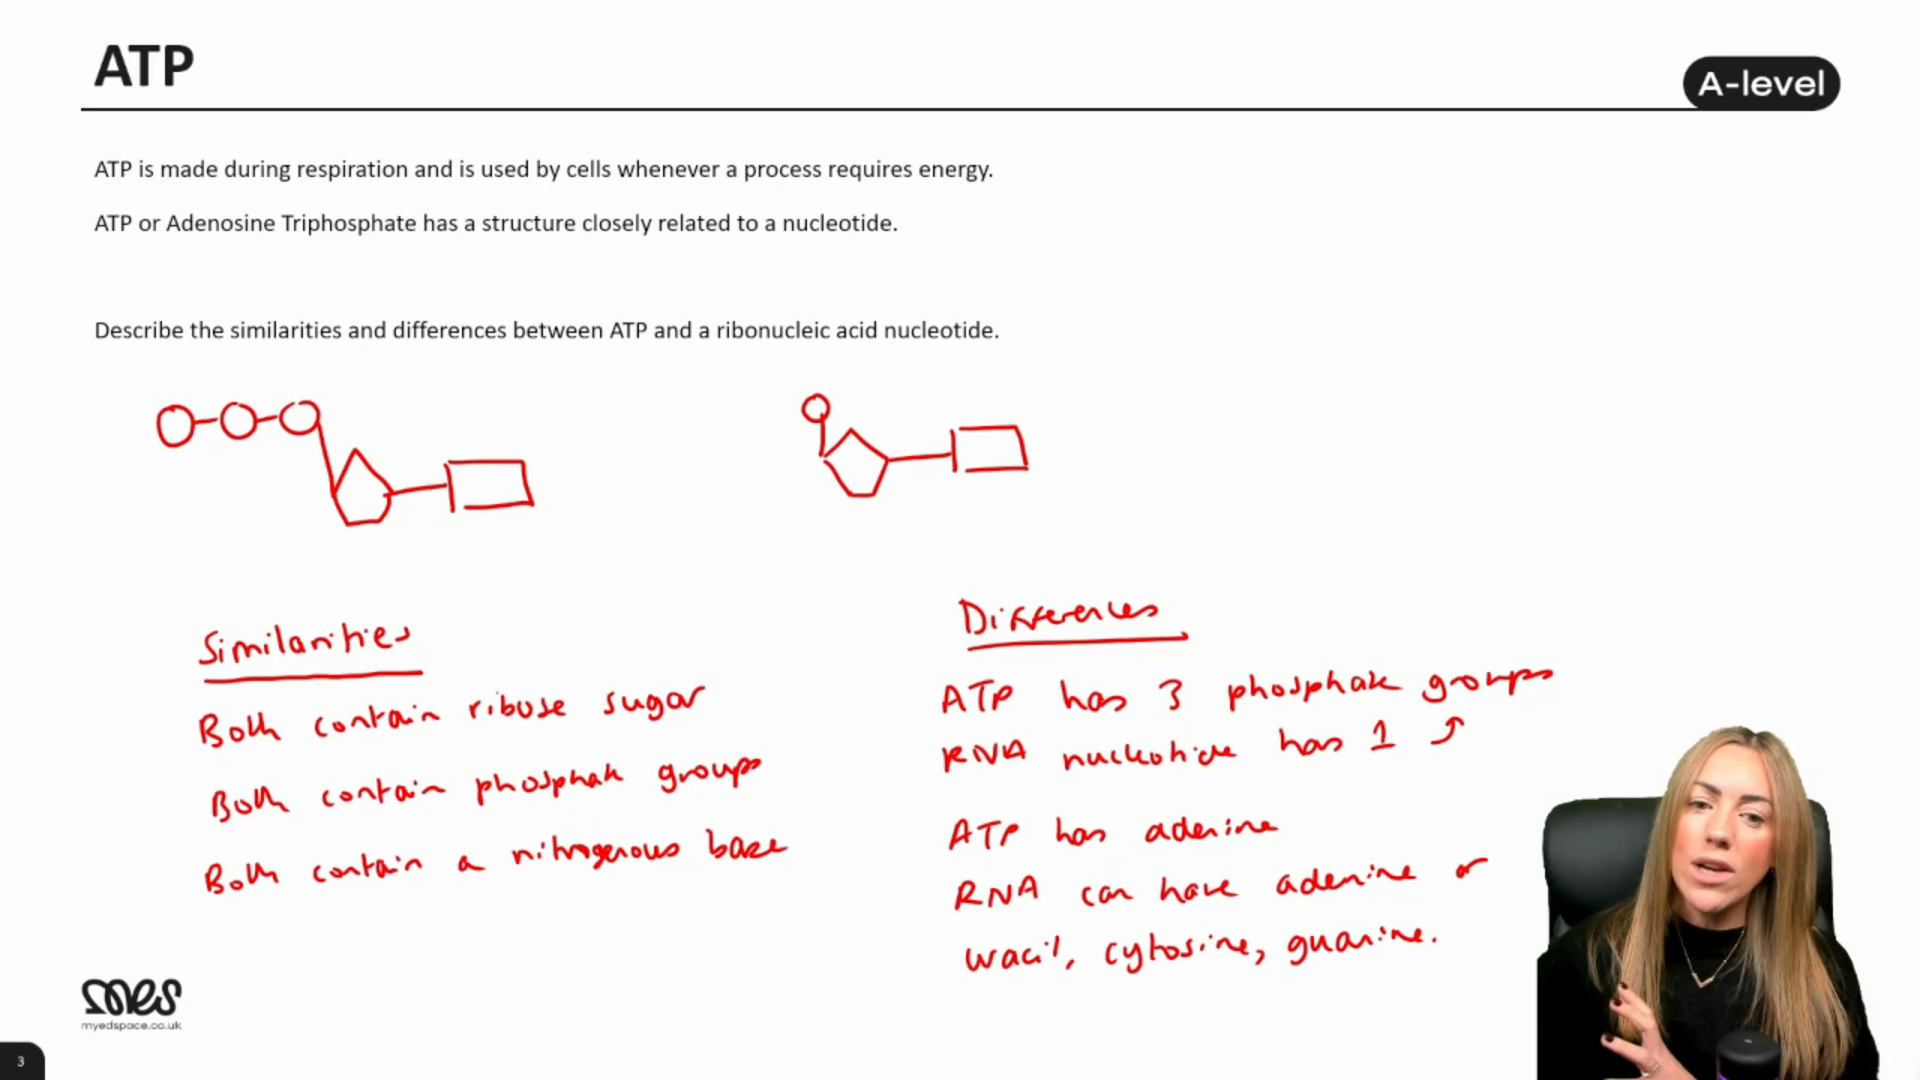 ATP
A-level
ATP is made during respiration and is used by cells whenever a process requires energy.
ATP or Adenosine Triphosphate has a structure closely related to a nucleotide.
Describe the similarities and differences between ATP and a ribonucleic acid nucleotide.
Similarities
Both contain ribose sugar
Both contain phosphate groups
Both contain a nitrogenous base
Differences
ATP has 3 phosphate groups
RNA nucleotide has 1
ATP has adenine
RNA can have adenine or
uracil, cytosine, guanine.
mes
myedspace.co.uk
3